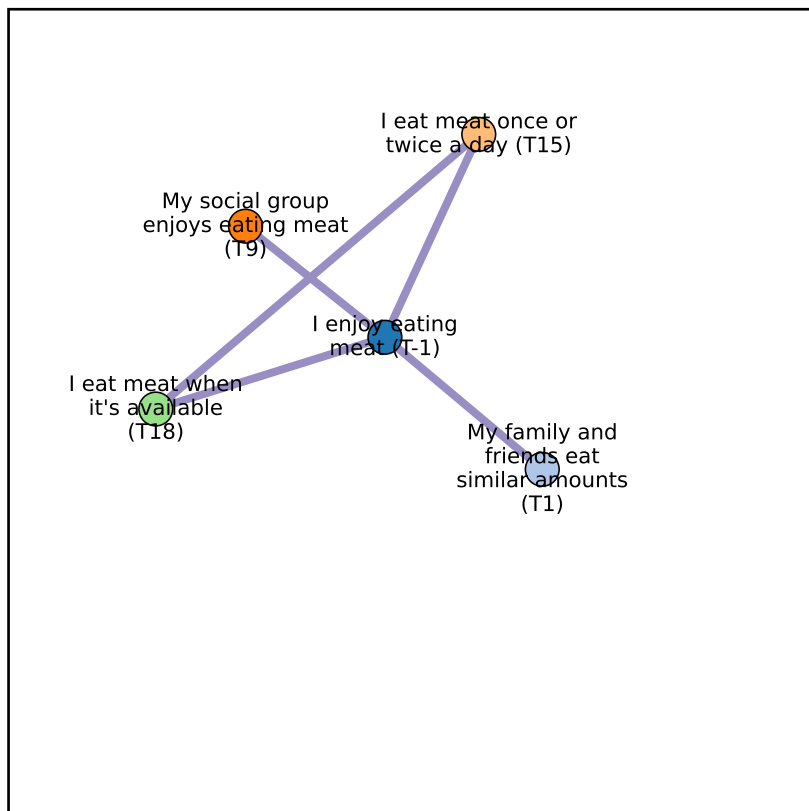 I eat meat once or
twice a day (T15)
My social group
enjoys eating meat
(T9)
I enjoy eating
meat (T-1)
I eat meat when
it's available
(T18)
My family and
friends eat
similar amounts
(T1)